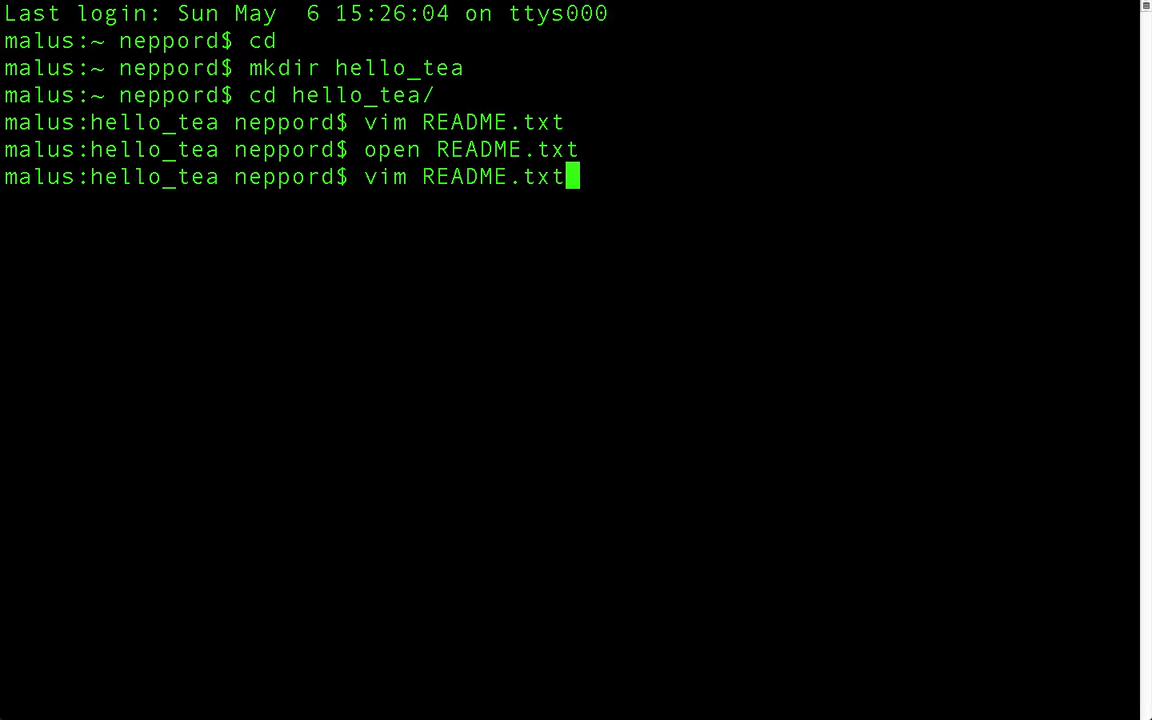 Last login: Sun May  6 15:26:04 on ttys000
malus:~ neppord$ cd
malus:~ neppord$ mkdir hello_tea
malus:~ neppord$ cd hello_tea/
malus:hello_tea neppord$ vim README.txt
malus:hello_tea neppord$ open README.txt
malus:hello_tea neppord$ vim README.txt